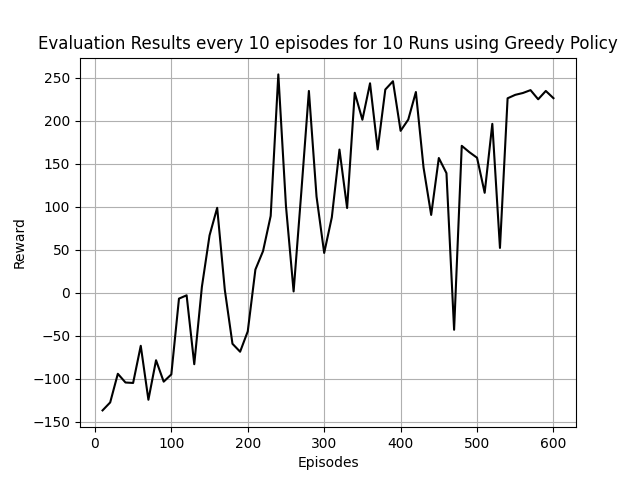 Evaluation Results every 10 episodes for 10 Runs using Greedy Policy
250
200
150
100
50
0
−50
−100
−150
Reward
0 100 200 300 400 500 600
Episodes